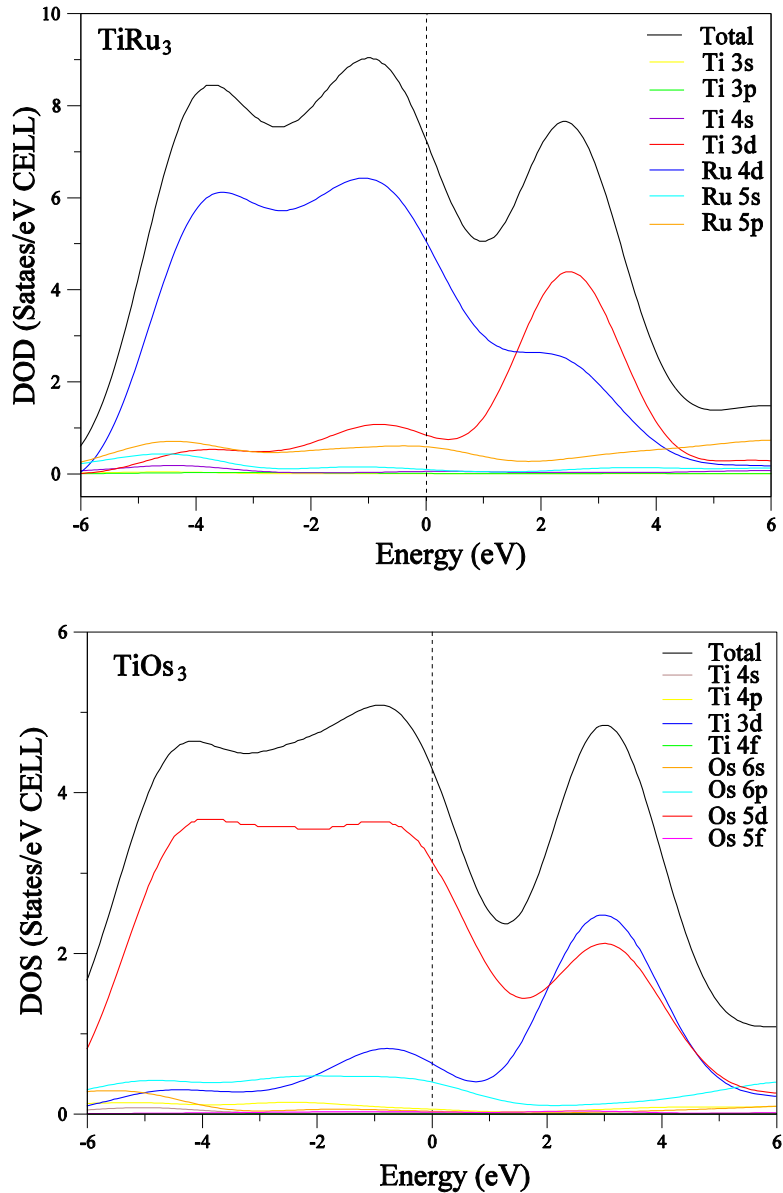 TiRu3
Total
Ti 3s
Ti 3p
Ti 4s
Ti 3d
Ru 4d
Ru 5s
Ru 5p
DOD (Sataes/eV CELL)
10
8
6
4
2
0
-6 -4 -2 0 2 4 6
Energy (eV)
TiOs3
Total
Ti 4s
Ti 4p
Ti 3d
Ti 4f
Os 6s
Os 6p
Os 5d
Os 5f
DOS (States/eV CELL)
6
4
2
0
-6 -4 -2 0 2 4 6
Energy (eV)